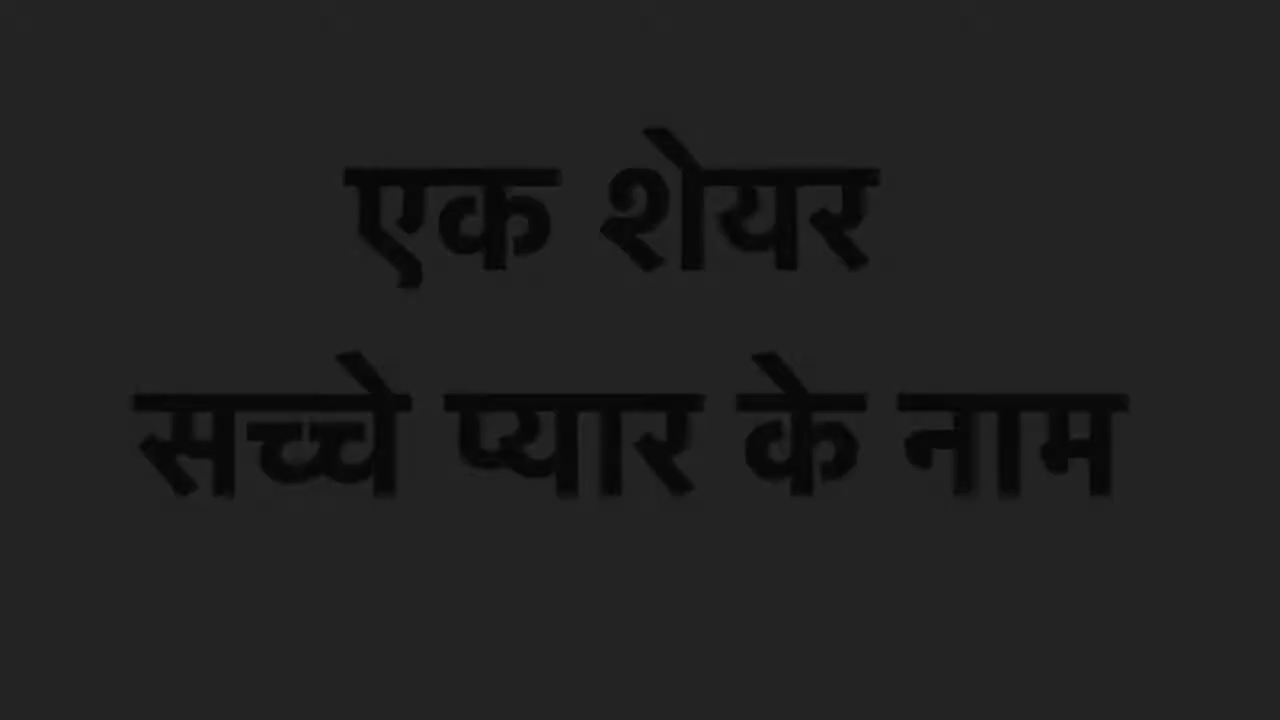 एक शेयर
सच्चे प्यार के नाम